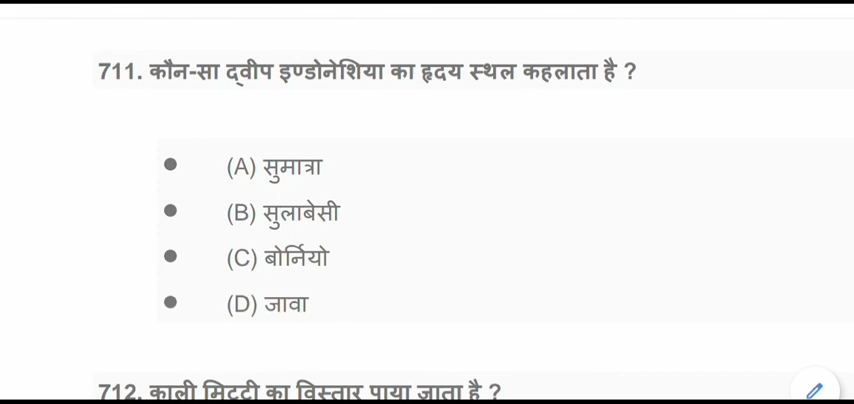 711. कौन-सा द्वीप इण्डोनेशिया का हृदय स्थल कहलाता है ?
(A) सुमात्रा
(B) सुलाबेसी
(C) बोर्नियो
(D) जावा
712. काली मिट्टी का विस्तार पाया जाता है ?